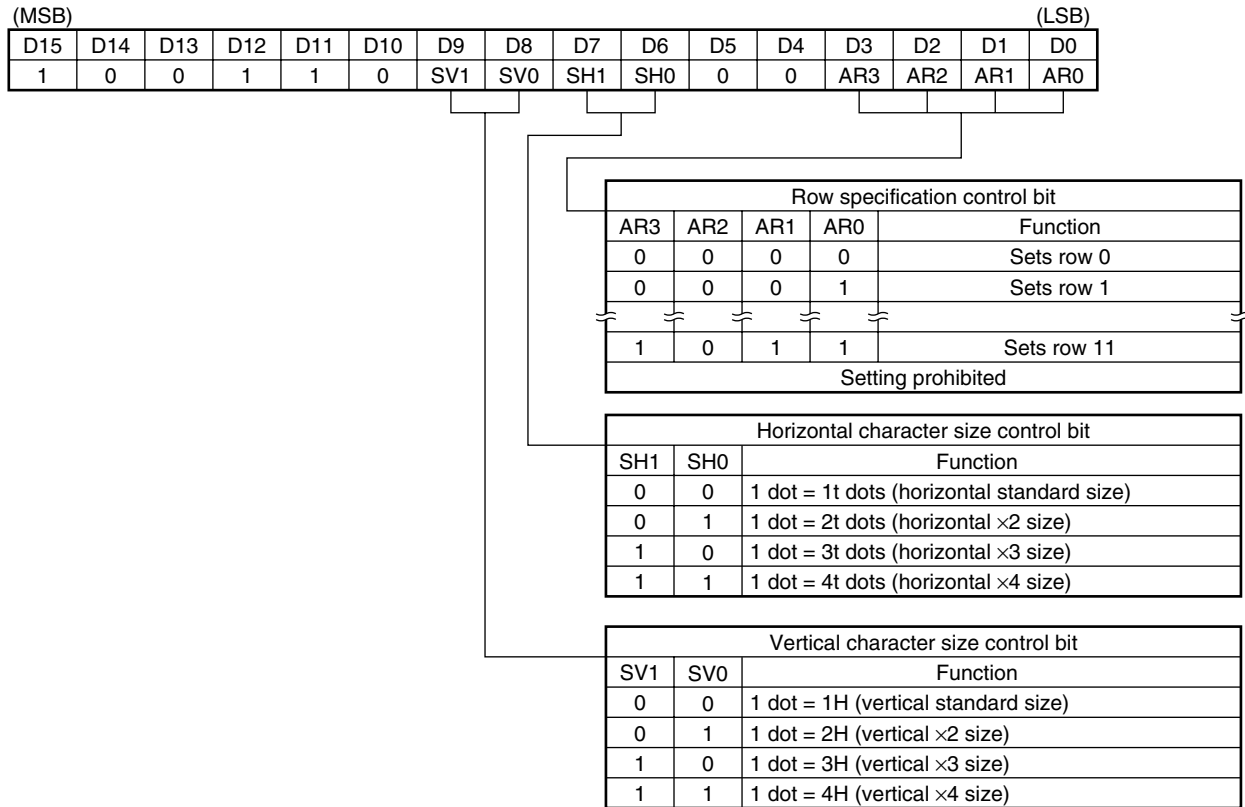 (MSB) (LSB)
D15 D14 D13 D12 D11 D10 D9 D8 D7 D6 D5 D4 D3 D2 D1 D0
1 0 0 1 1 0 SV1 SV0 SH1 SH0 0 0 AR3 AR2 AR1 AR0
Row specification control bit
AR3 AR2 AR1 AR0 Function
0 0 0 0 Sets row 0
0 0 0 1 Sets row 1
1 0 1 1 Sets row 11
Setting prohibited
Horizontal character size control bit
SH1 SH0 Function
0 0 1 dot = 1t dots (horizontal standard size)
0 1 1 dot = 2t dots (horizontal ×2 size)
1 0 1 dot = 3t dots (horizontal ×3 size)
1 1 1 dot = 4t dots (horizontal ×4 size)
Vertical character size control bit
SV1 SV0 Function
0 0 1 dot = 1H (vertical standard size)
0 1 1 dot = 2H (vertical ×2 size)
1 0 1 dot = 3H (vertical ×3 size)
1 1 1 dot = 4H (vertical ×4 size)